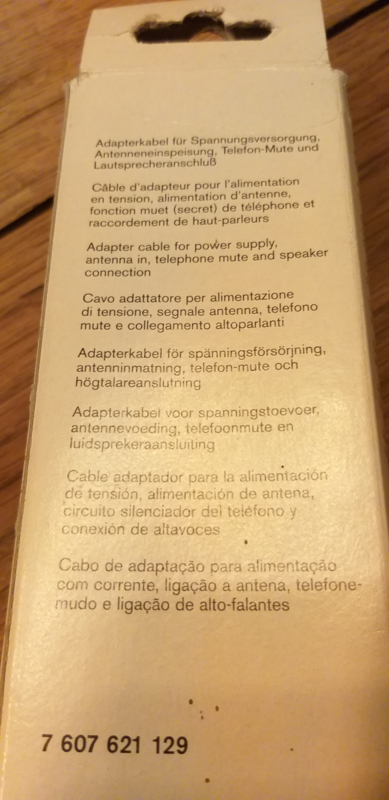 Adapterkabel für Spannungsversorgung,
Antenneneinspeisung, Telefon-Mute und
Lautsprecheranschluß
Câble d'adapteur pour l'alimentation
en tension, alimentation d'antenne,
fonction muet (secret) de téléphone et
raccordement de haut-parleurs
Adapter cable for power supply,
antenna in, telephone mute and speaker
connection
Cavo adattatore per alimentazione
di tensione, segnale antenna, telefono
mute e collegamento altoparlanti
Adapterkabel för spänningsförsörjning,
antenninmatning, telefon-mute och
högtalareanslutning
Adapterkabel voor spanningstoevoer,
antennevoeding, telefoonmute en
luidsprekeraansluiting
Cable adaptador para la alimentación
de tensión, alimentación de antena,
circuito silenciador del teléfono y
conexión de altavoces
Cabo de adaptação para alimentação
com corrente, ligação a antena, telefone-
mudo e ligação de alto-falantes
7 607 621 129